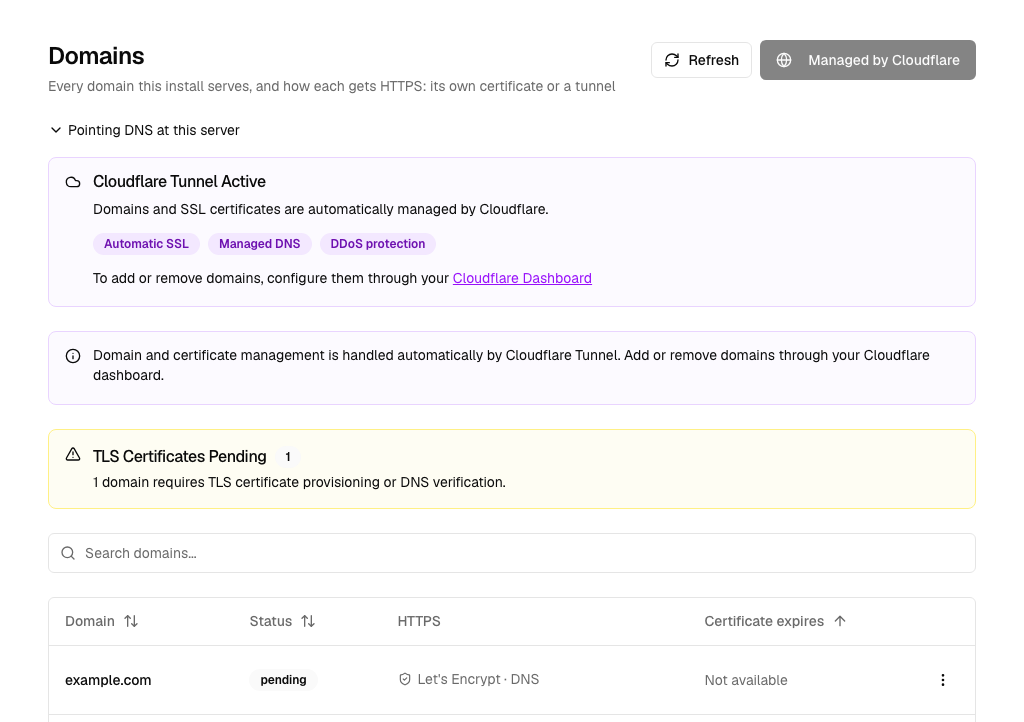 Domains
Refresh
Managed by Cloudflare
Every domain this install serves, and how each gets HTTPS: its own certificate or a tunnel
Pointing DNS at this server
Cloudflare Tunnel Active
Domains and SSL certificates are automatically managed by Cloudflare.
Automatic SSL Managed DNS DDoS protection
To add or remove domains, configure them through your Cloudflare Dashboard
Domain and certificate management is handled automatically by Cloudflare Tunnel. Add or remove domains through your Cloudflare
dashboard.
TLS Certificates Pending 1
1 domain requires TLS certificate provisioning or DNS verification.
Search domains...
Domain Status HTTPS Certificate expires
example.com pending Let's Encrypt · DNS Not available